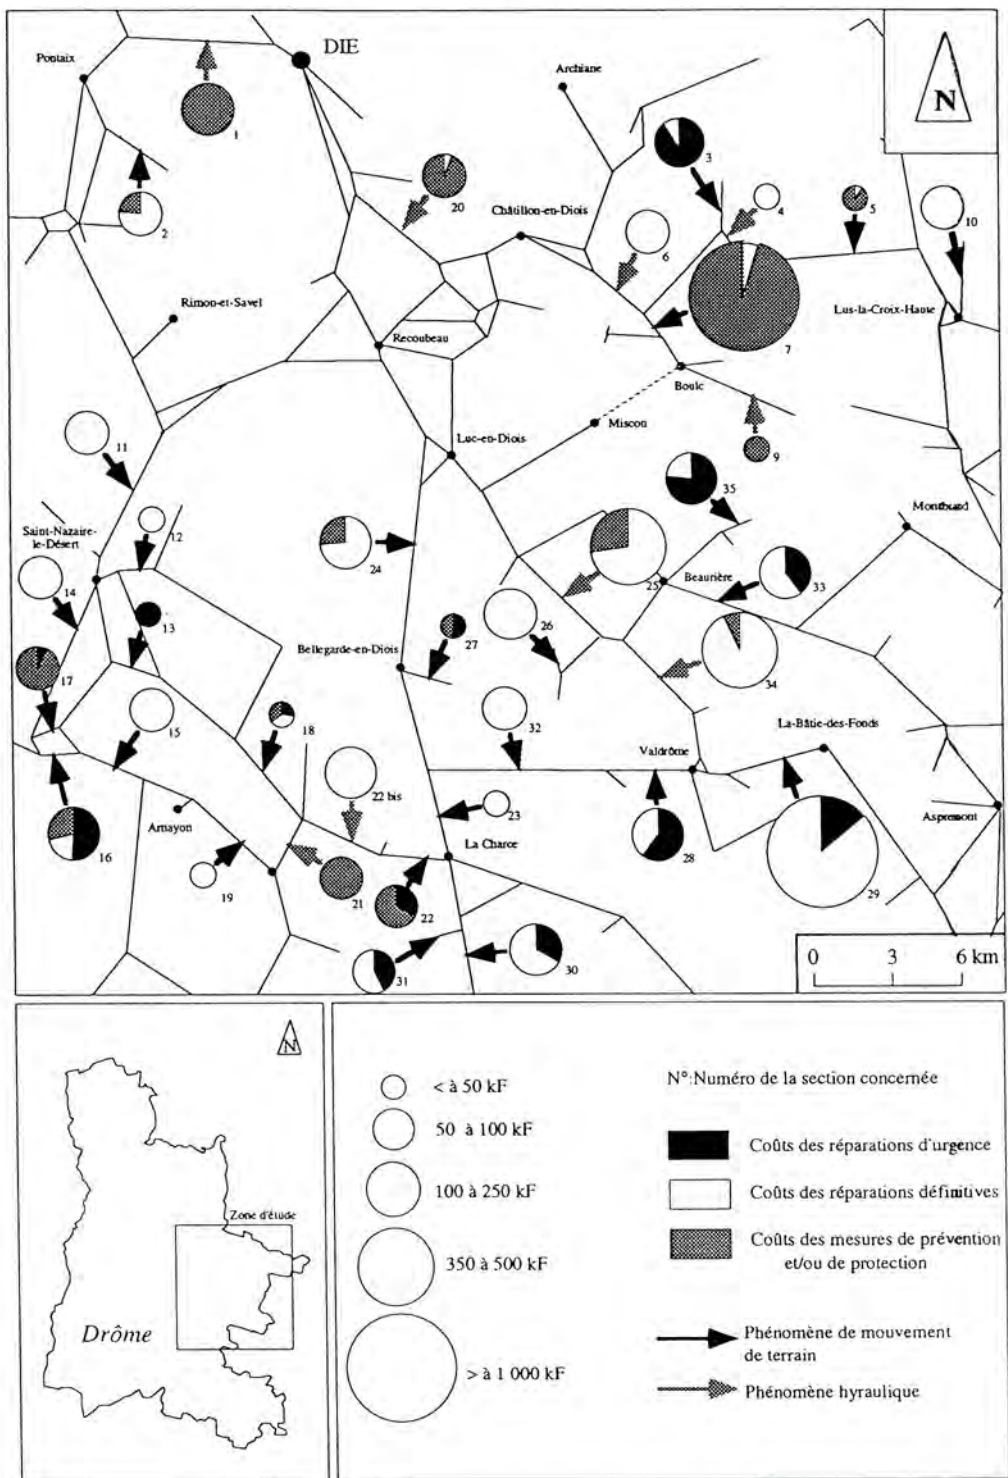 DIE
Pontaix
Archiane
N
1
3
20
4
5
10
2
Châtillon-en-Diois
6
Rimon-et-Savel
Lus-la-Croix-Haute
Recoubeau
7
Boulc
Miscon
11
Luc-en-Diois
9
35
Saint-Nazaire-
le-Désert
12
24
25
Beaurière
33
14
13
27
26
Bellegarde-en-Diois
17
34
15
18
32
La-Bâtie-des-Fonds
22 bis
Valdrôme
23
Arnayon
Aspremont
16
La Charce
28
19
21
22
29
31
30
0 3 6 km
N
Zone d'étude
Drôme
< à 50 kF
50 à 100 kF
100 à 250 kF
350 à 500 kF
> à 1 000 kF
N°:Numéro de la section concernée
Coûts des réparations d'urgence
Coûts des réparations définitives
Coûts des mesures de prévention
et/ou de protection
Phénomène de mouvement
de terrain
Phénomène hyraulique